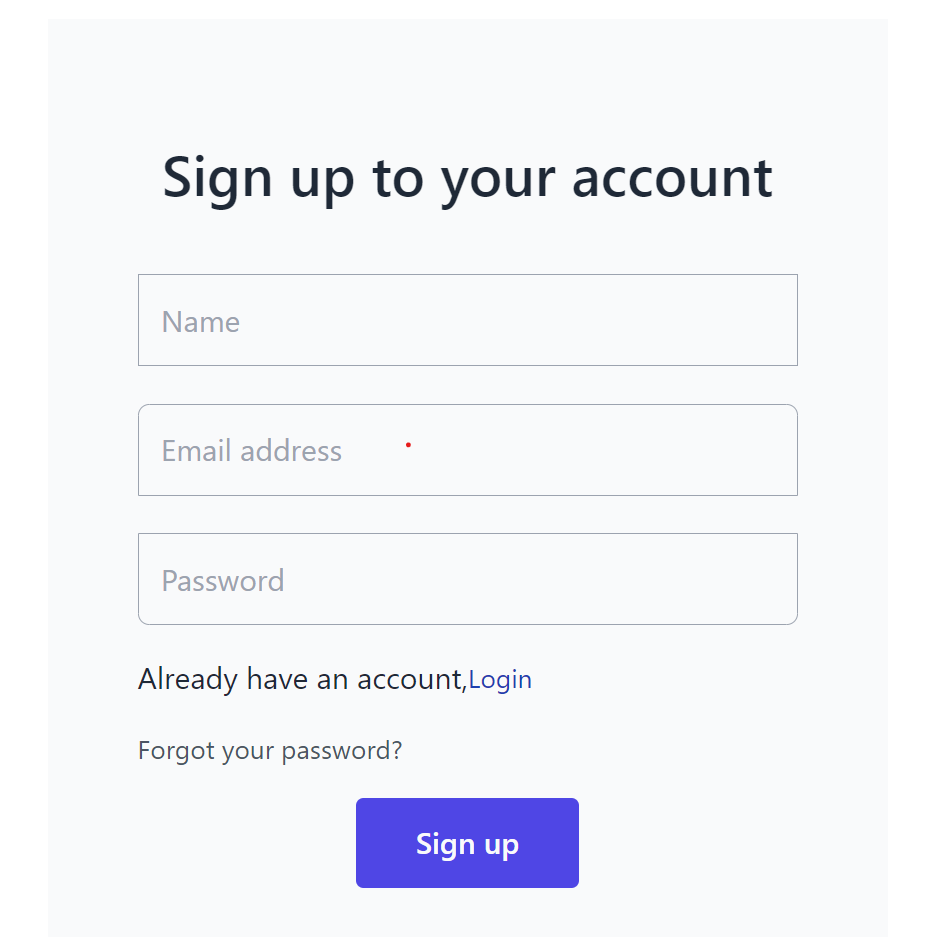 Sign up to your account
Name
Email address
Password
Already have an account,Login
Forgot your password?
Sign up